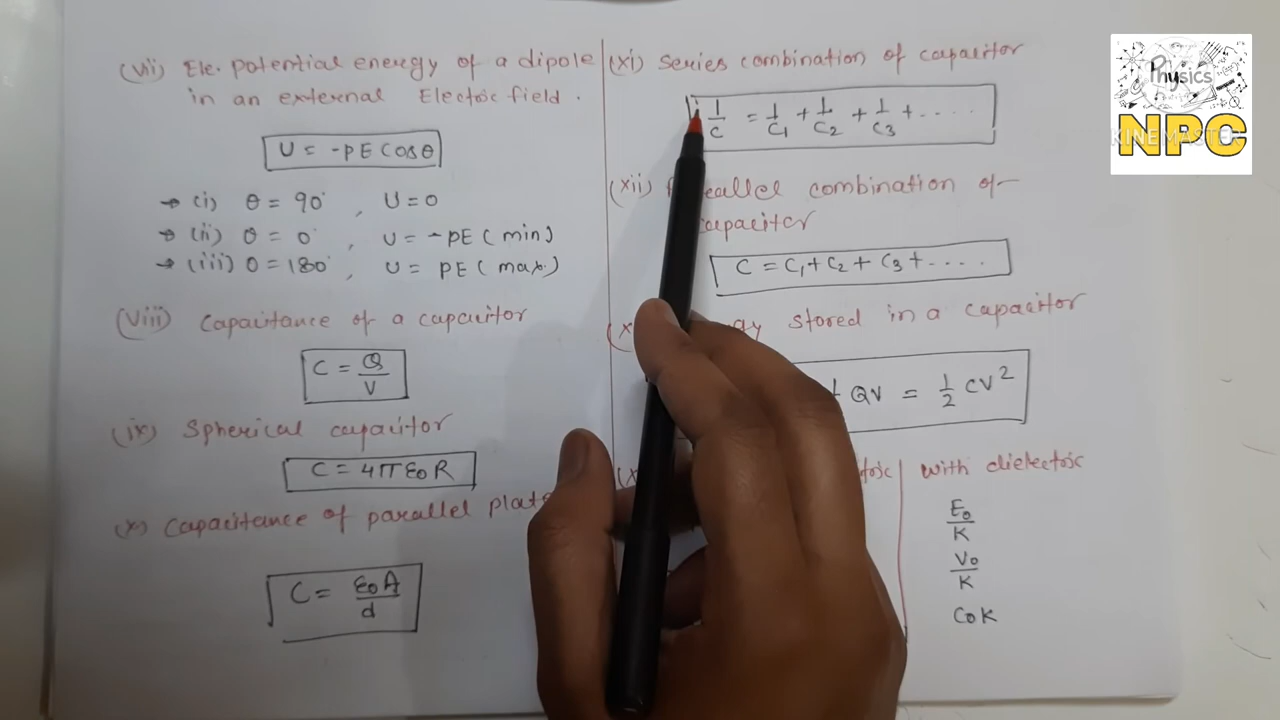 (vii) Ele. potential energy of a dipole
in an external Electric field.
U = -PE Cosθ
→ (i) θ = 90°, U = 0
→ (ii) θ = 0°, U = -PE (min)
→ (iii) θ = 180°, U = PE (max.)
(viii) Capacitance of a capacitor
C = Q/V
(ix) Spherical capacitor
C = 4πε0R
(x) Capacitance of parallel plate
C = ε0A/d
(xi) Series combination of capacitor
1/C = 1/C1 + 1/C2 + 1/C3 + ....
(xii) combination of
capacitor
C = C1 + C2 + C3 + ....
stored in a capacitor
QV = 1/2 CV²
with dielectric
E0/K
V0/K
C0K
Physics
NPC
KINEMASTER